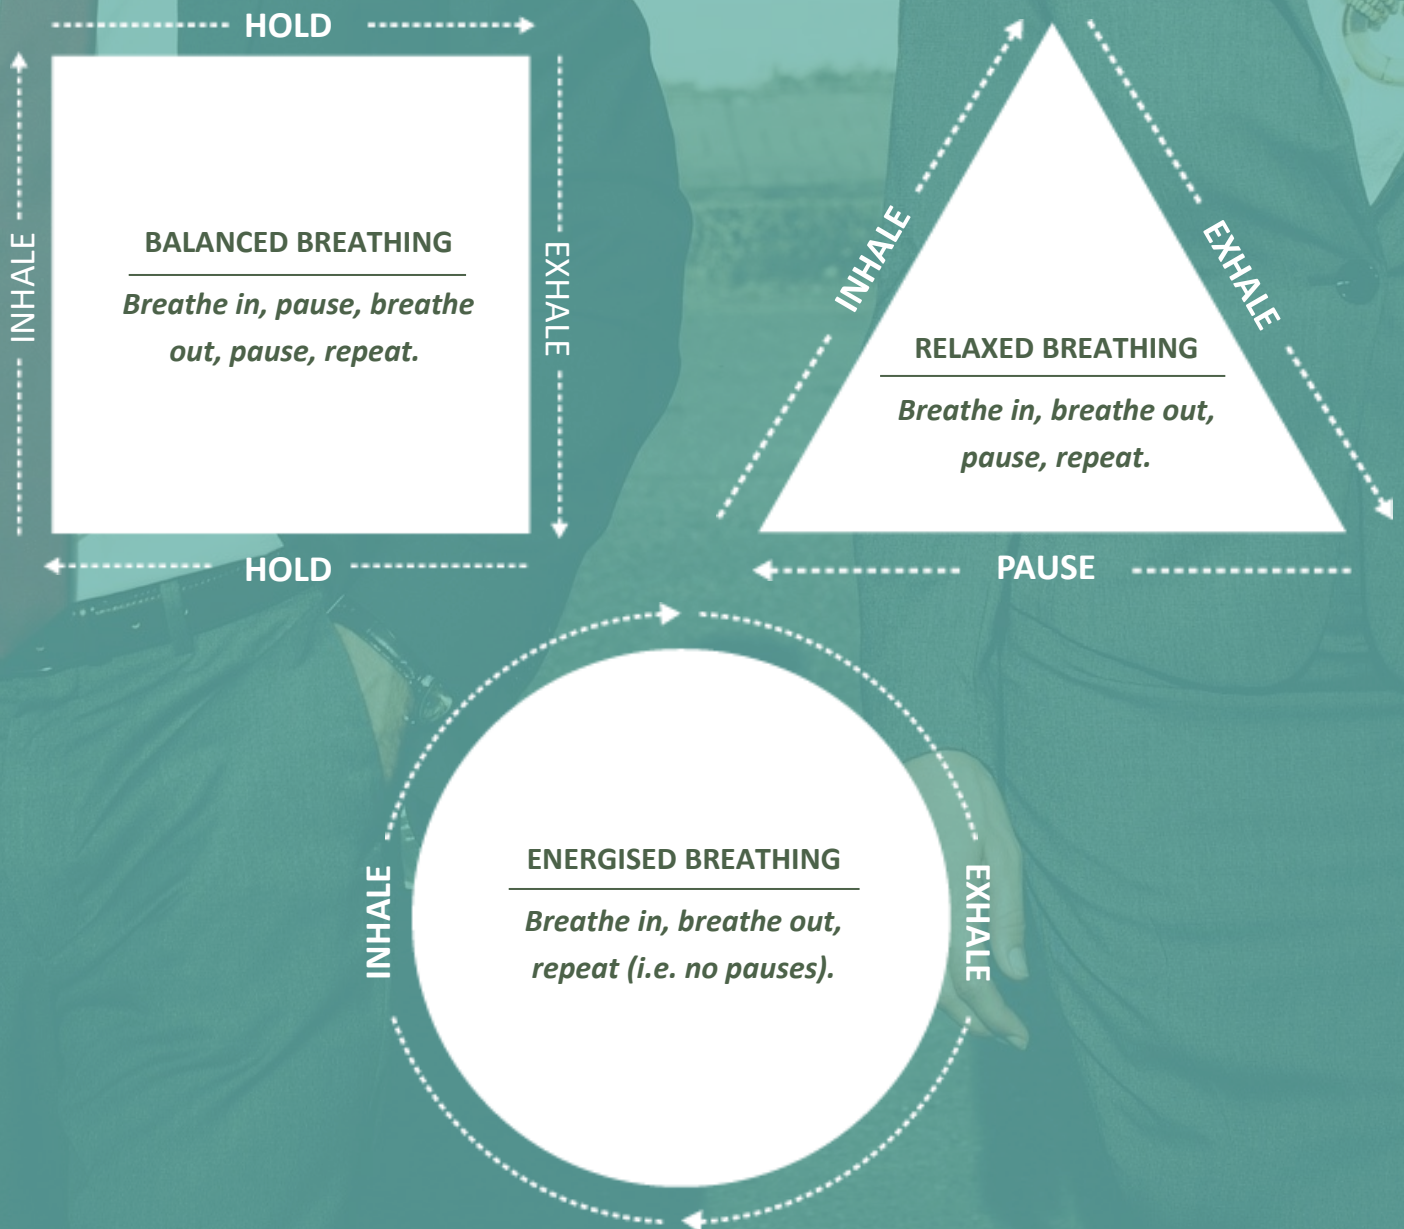 HOLD
INHALE
BALANCED BREATHING
Breathe in, pause, breathe
out, pause, repeat.
EXHALE
HOLD
INHALE
EXHALE
RELAXED BREATHING
Breathe in, breathe out,
pause, repeat.
PAUSE
INHALE
ENERGISED BREATHING
Breathe in, breathe out,
repeat (i.e. no pauses).
EXHALE